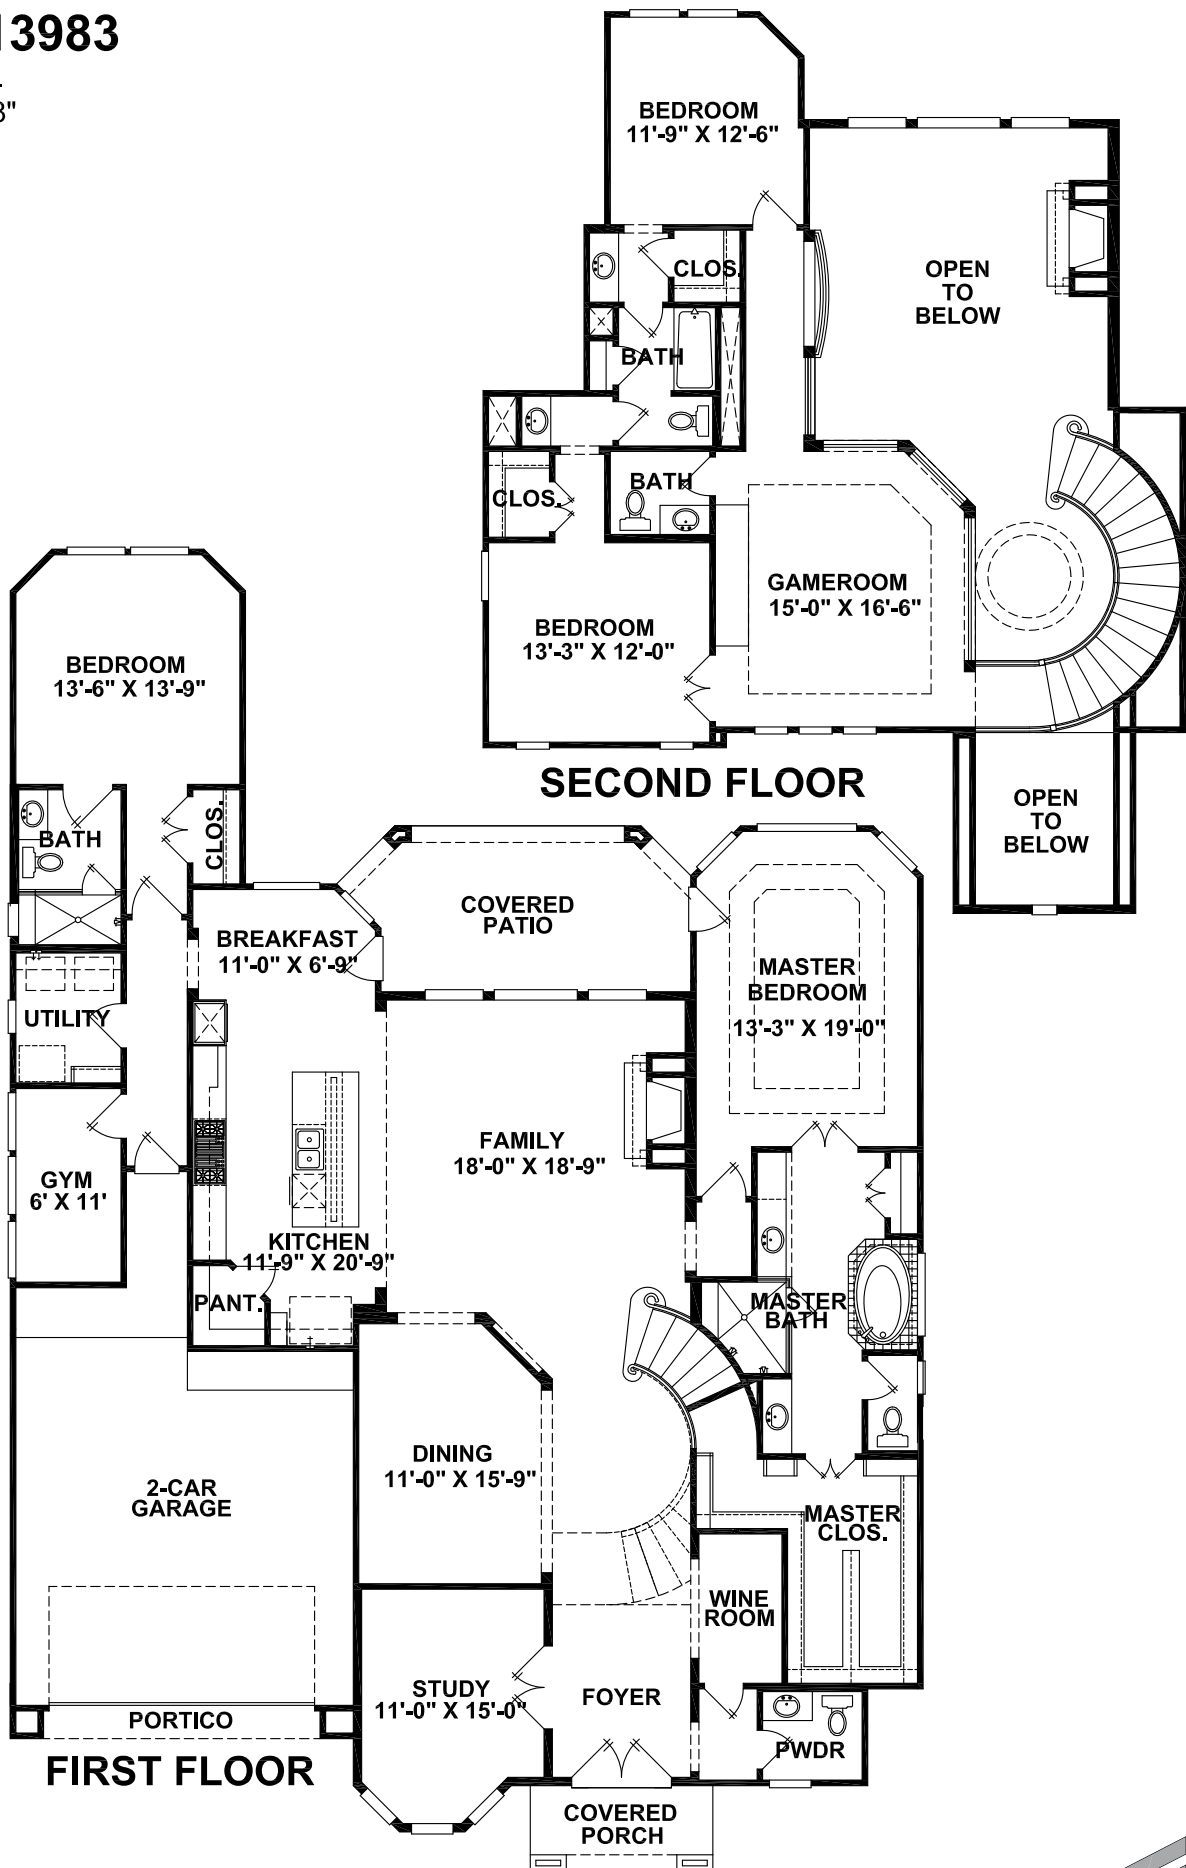 13983
8"
BEDROOM
11'-9" X 12'-6"
CLOS.
OPEN
TO
BELOW
BATH
BATH
CLOS.
GAMEROOM
15'-0" X 16'-6"
BEDROOM
13'-3" X 12'-0"
SECOND FLOOR
OPEN
TO
BELOW
BEDROOM
13'-6" X 13'-9"
BATH
CLOS.
COVERED
PATIO
BREAKFAST
11'-0" X 6'-9"
MASTER
BEDROOM
13'-3" X 19'-0"
UTILITY
FAMILY
18'-0" X 18'-9"
GYM
6' X 11'
KITCHEN
11'-9" X 20'-9"
PANT.
MASTER
BATH
DINING
11'-0" X 15'-9"
2-CAR
GARAGE
MASTER
CLOS.
WINE
ROOM
STUDY
11'-0" X 15'-0"
FOYER
PORTICO
PWDR
FIRST FLOOR
COVERED
PORCH